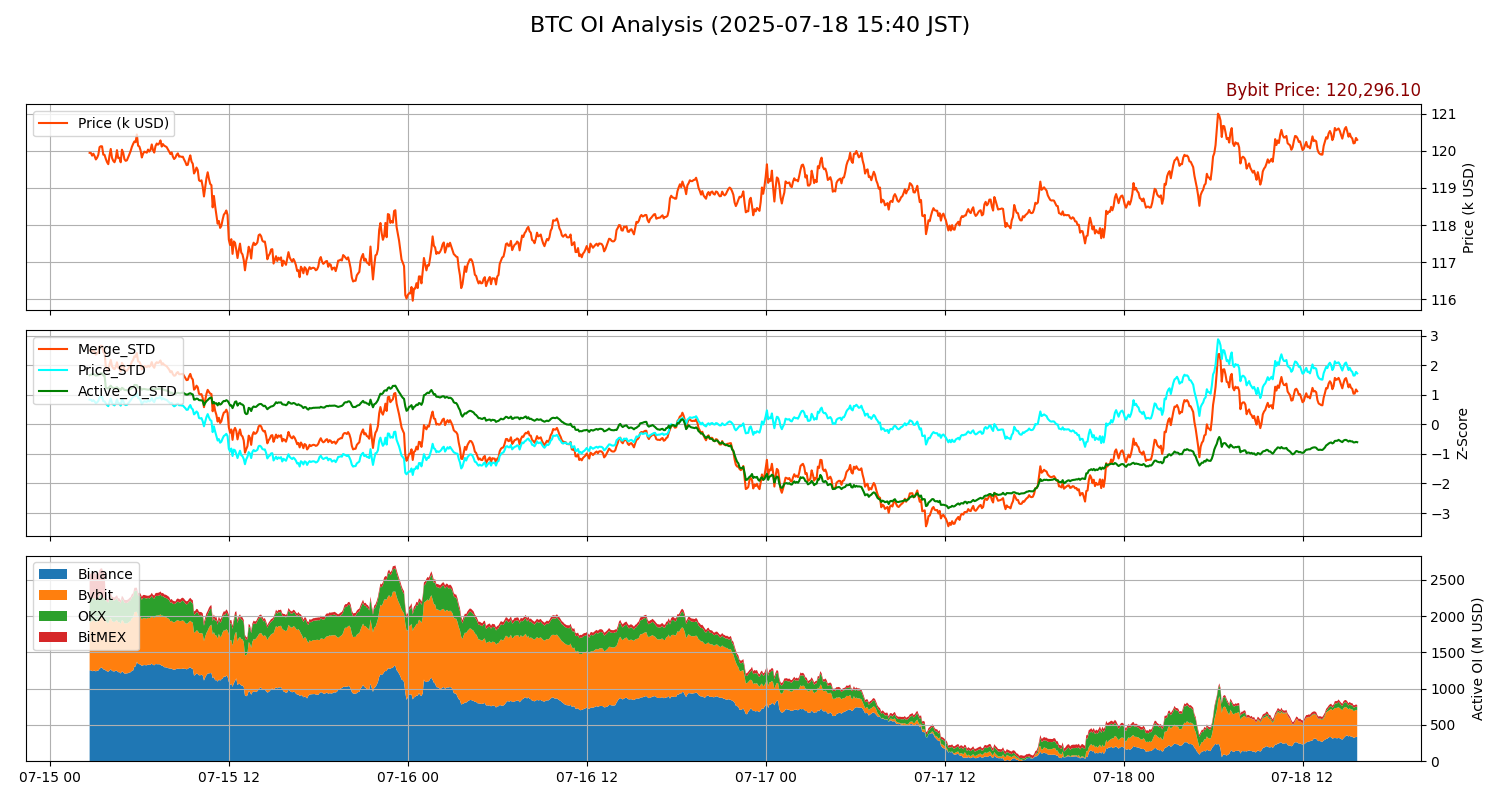 BTC OI Analysis (2025-07-18 15:40 JST)
Bybit Price: 120,296.10
Price (k USD)
121
120
119
118
117
116
Price (k USD)
Merge_STD
Price_STD
Active_OI_STD
3
2
1
0
−1
−2
−3
Z-Score
Binance
Bybit
OKX
BitMEX
2500
2000
1500
1000
500
0
Active OI (M USD)
07-15 00
07-15 12
07-16 00
07-16 12
07-17 00
07-17 12
07-18 00
07-18 12